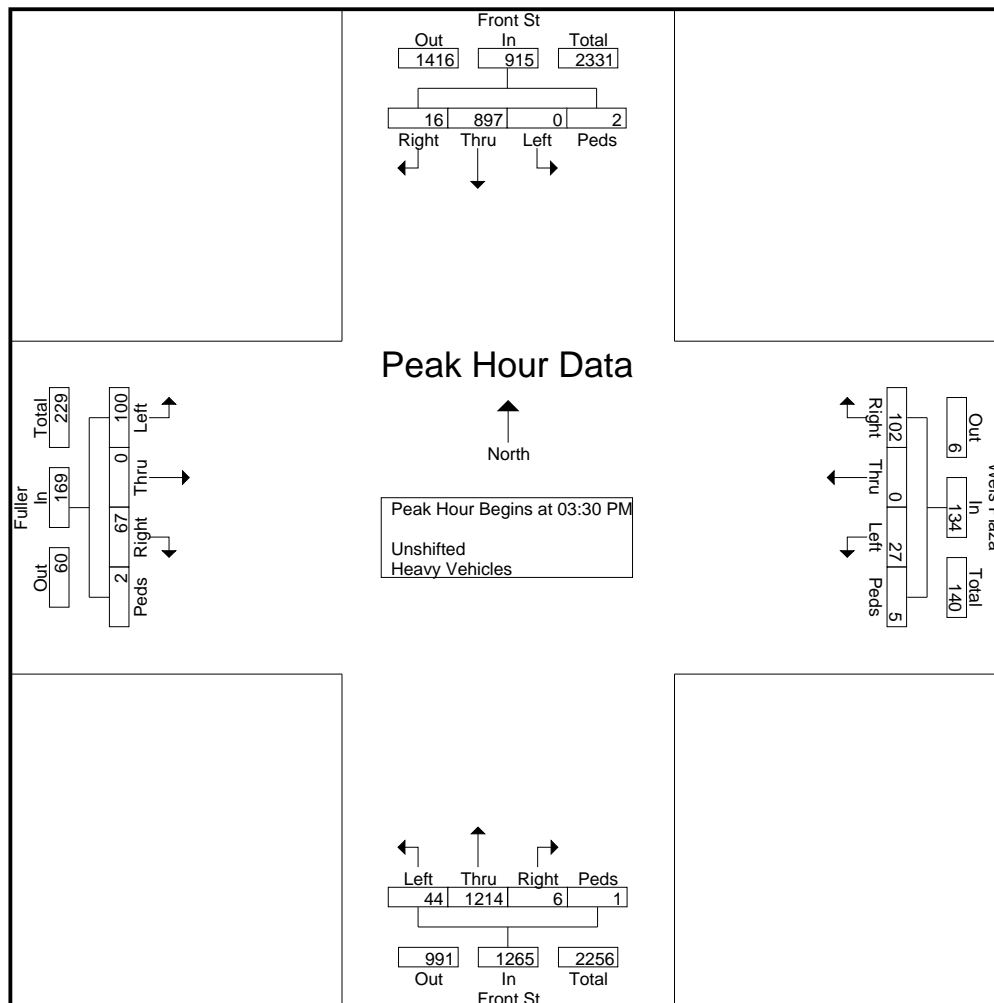 Front St
Out In Total
1416 915 2331
16 897 0 2
Right Thru Left Peds
Peak Hour Data
North
Peak Hour Begins at 03:30 PM
Unshifted
Heavy Vehicles
Fuller
Out In Total
60 169 229
100 0 67 2
Left Thru Right Peds
Right Thru Left Peds
102 0 27 5
Out In Total
6 134 140
Plaza
Left Thru Right Peds
44 1214 6 1
991 1265 2256
Out In Total
Front St